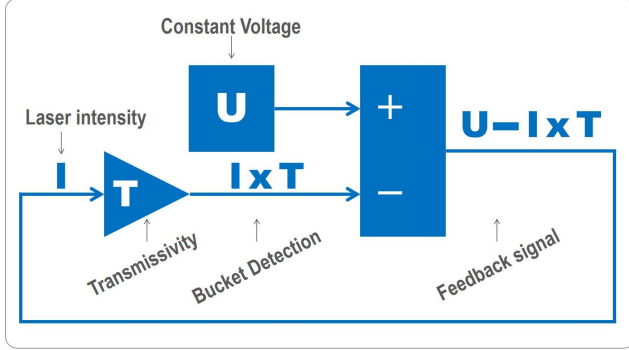 Constant Voltage
U
+
U－I x T
Laser intensity
I
T
I x T
－
Transmissivity
Bucket Detection
Feedback signal